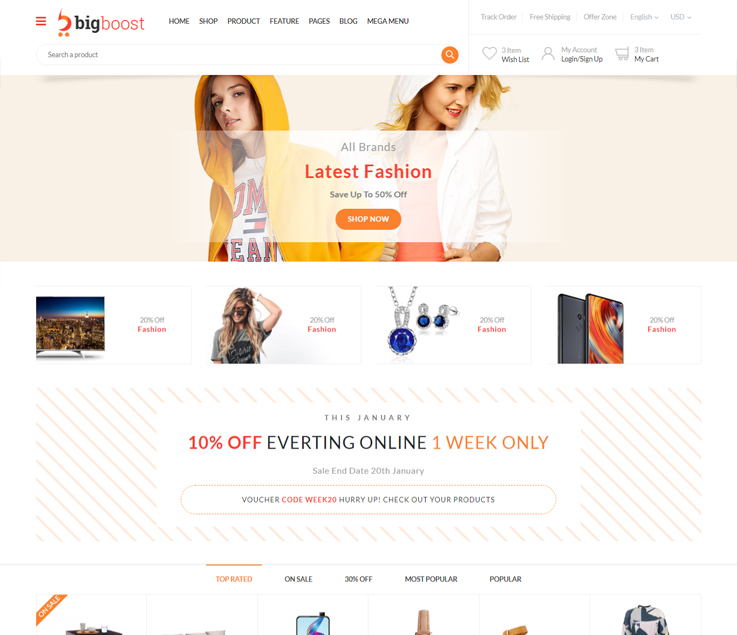 bigboost
HOME SHOP PRODUCT FEATURE PAGES BLOG MEGA MENU
Track Order Free Shipping Offer Zone English USD
Search a product
3 Item
Wish List
My Account
Login/Sign Up
3 Item
My Cart
All Brands
Latest Fashion
Save Up To 50% Off
SHOP NOW
20% Off
Fashion
20% Off
Fashion
20% Off
Fashion
20% Off
Fashion
THIS JANUARY
10% OFF EVERTING ONLINE 1 WEEK ONLY
Sale End Date 20th January
VOUCHER CODE WEEK20 HURRY UP! CHECK OUT YOUR PRODUCTS
TOP RATED ON SALE 30% OFF MOST POPULAR POPULAR
ON SALE